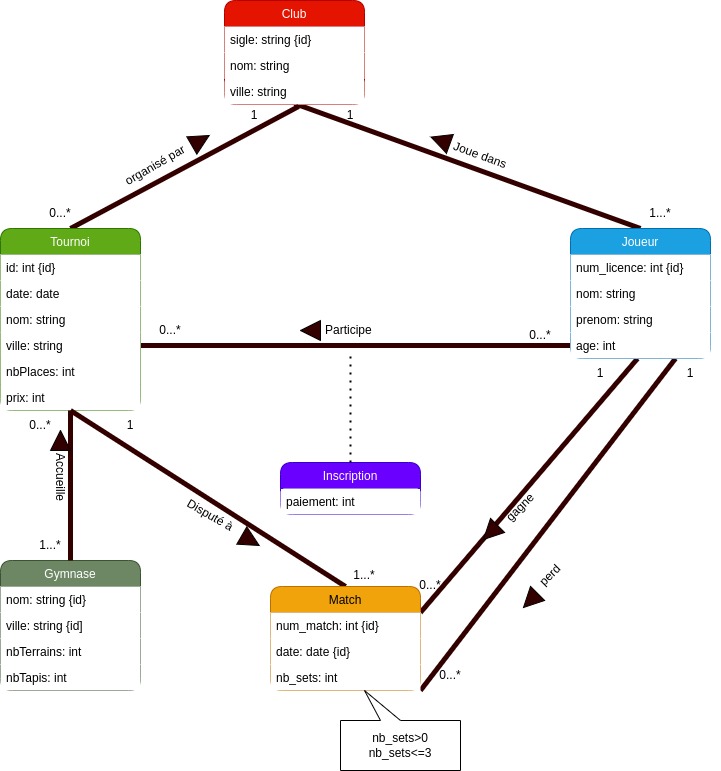 Club
sigle: string {id}
nom: string
ville: string
1
1
organisé par
Joue dans
0...*
1...*
Tournoi
id: int {id}
date: date
nom: string
ville: string
nbPlaces: int
prix: int
Joueur
num_licence: int {id}
nom: string
prenom: string
age: int
0...*
Participe
0...*
1
1
0...*
1
Accueille
Inscription
paiement: int
Disputé à
gagne
perd
1...*
1...*
0...*
0...*
Gymnase
nom: string {id}
ville: string {id]
nbTerrains: int
nbTapis: int
Match
num_match: int {id}
date: date {id}
nb_sets: int
nb_sets>0
nb_sets<=3